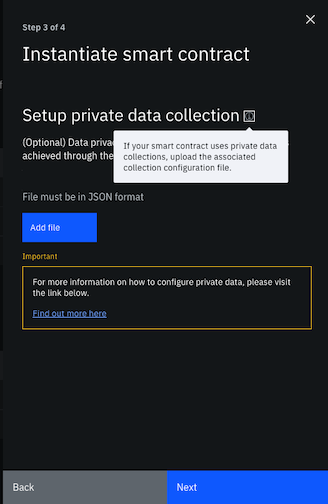 Step 3 of 4
Instantiate smart contract
Setup private data collection
(Optional) Data
achieved through the
If your smart contract uses private data
collections, upload the associated
collection configuration file.
File must be in JSON format
Add file
Important
For more information on how to configure private data, please visit
the link below.
Find out more here
Back
Next